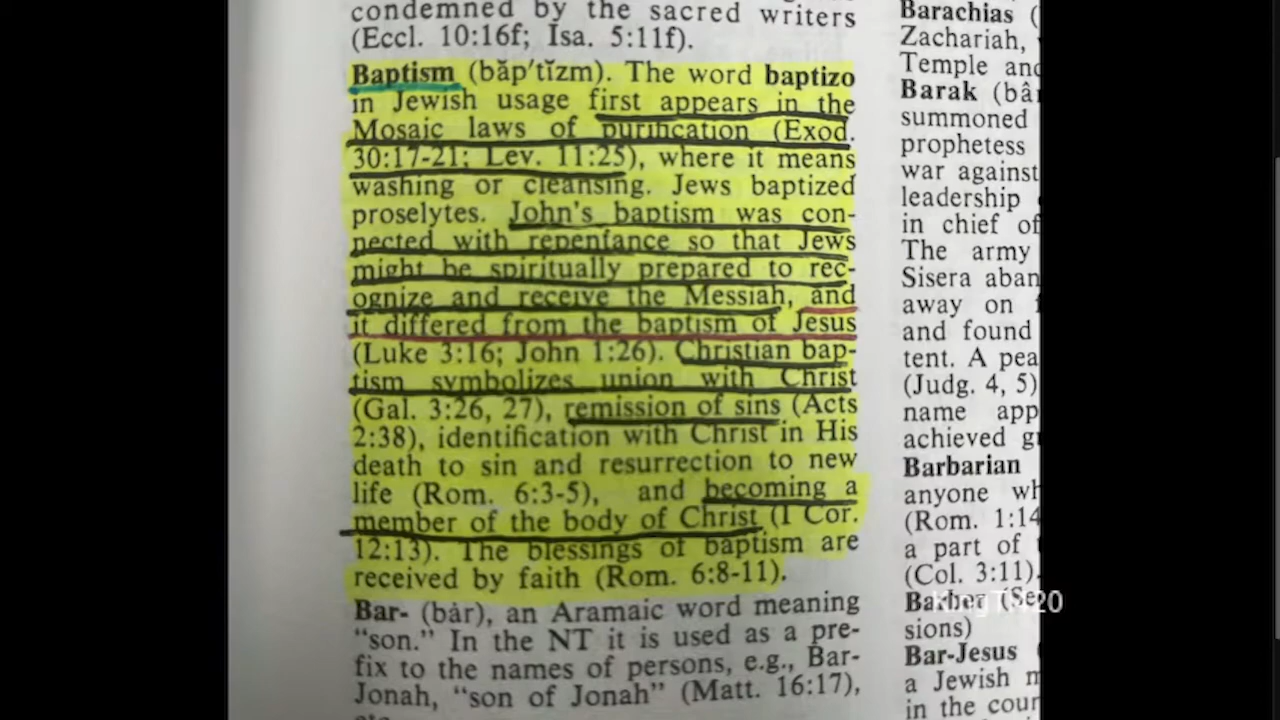 condemned by the sacred writers
(Eccl. 10:16f; Isa. 5:11f).
Baptism (băp′tĭzm). The word baptizo
in Jewish usage first appears in the
Mosaic laws of purification (Exod.
30:17-21; Lev. 11:25), where it means
washing or cleansing. Jews baptized
proselytes. John's baptism was con-
nected with repentance so that Jews
might be spiritually prepared to rec-
ognize and receive the Messiah, and
it differed from the baptism of Jesus
(Luke 3:16; John 1:26). Christian bap-
tism symbolizes union with Christ
(Gal. 3:26, 27), remission of sins (Acts
2:38), identification with Christ in His
death to sin and resurrection to new
life (Rom. 6:3-5), and becoming a
member of the body of Christ (I Cor.
12:13). The blessings of baptism are
received by faith (Rom. 6:8-11).
Bar- (bàr), an Aramaic word meaning
"son." In the NT it is used as a pre-
fix to the names of persons, e.g., Bar-
Jonah, "son of Jonah" (Matt. 16:17),
Barachias (
Zachariah,
Temple and
Barak (bâr
summoned
prophetess
war against
leadership
in chief of
The army
Sisera aban
away on
and found
tent. A pea
(Judg. 4, 5)
name app
achieved gr
Barbarian
anyone wh
(Rom. 1:14
a part of
(Col. 3:11).
Barber (See
sions)
Bar-Jesus (
a Jewish m
in the cour